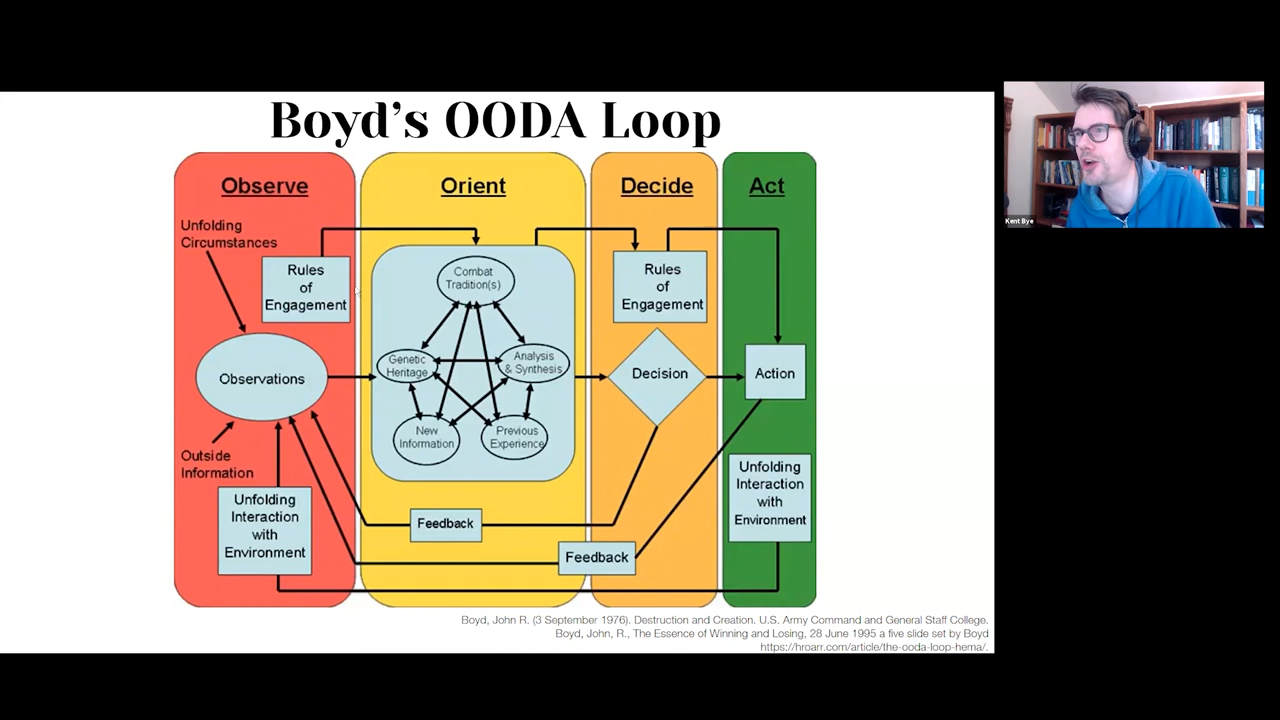 Boyd's OODA Loop
Observe
Orient
Decide
Act
Unfolding
Circumstances
Rules
of
Engagement
Observations
Outside
Information
Unfolding
Interaction
with
Environment
Combat
Tradition(s)
Genetic
Heritage
Analysis
& Synthesis
New
Information
Previous
Experience
Feedback
Feedback
Rules
of
Engagement
Decision
Action
Unfolding
Interaction
with
Environment
Boyd, John R. (3 September 1976). Destruction and Creation. U.S. Army Command and General Staff College.
Boyd, John, R., The Essence of Winning and Losing, 28 June 1995 a five slide set by Boyd
https://hroarr.com/article/the-ooda-loop-hema/.
Kent Bye